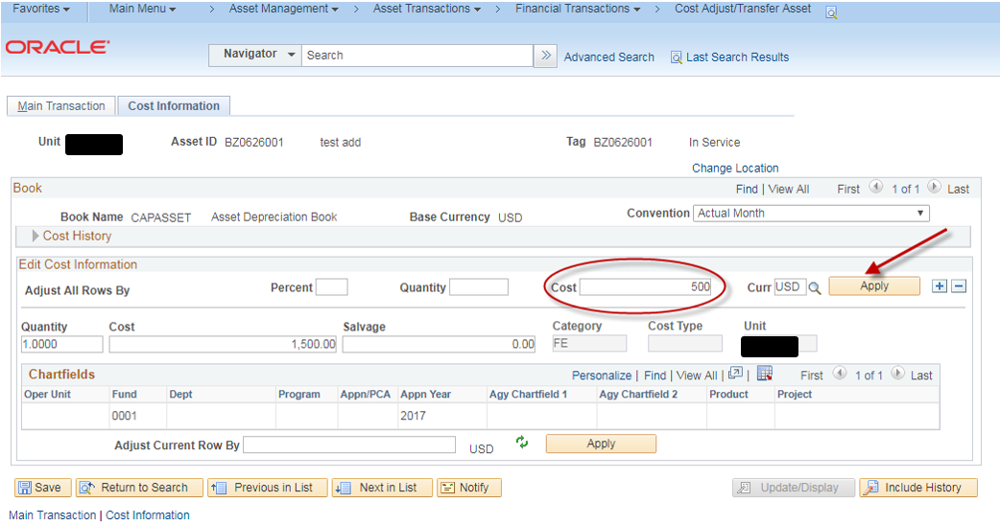 Favorites Main Menu > Asset Management > Asset Transactions > Financial Transactions > Cost Adjust/Transfer Asset
ORACLE®
Navigator Search Advanced Search Last Search Results
Main Transaction Cost Information
Unit Asset ID BZ0626001 test add Tag BZ0626001 In Service
Change Location
Book Find | View All First 1 of 1 Last
Book Name CAPASSET Asset Depreciation Book Base Currency USD Convention Actual Month
Cost History
Edit Cost Information
Adjust All Rows By Percent Quantity Cost 500 Curr USD Apply
Quantity Cost Salvage Category Cost Type Unit
1.0000 1,500.00 0.00 FE
Chartfields Personalize | Find | View All | First 1 of 1 Last
Oper Unit Fund Dept Program Appn/PCA Appn Year Agy Chartfield 1 Agy Chartfield 2 Product Project
0001 2017
Adjust Current Row By USD Apply
Save Return to Search Previous in List Next in List Notify Update/Display Include History
Main Transaction | Cost Information